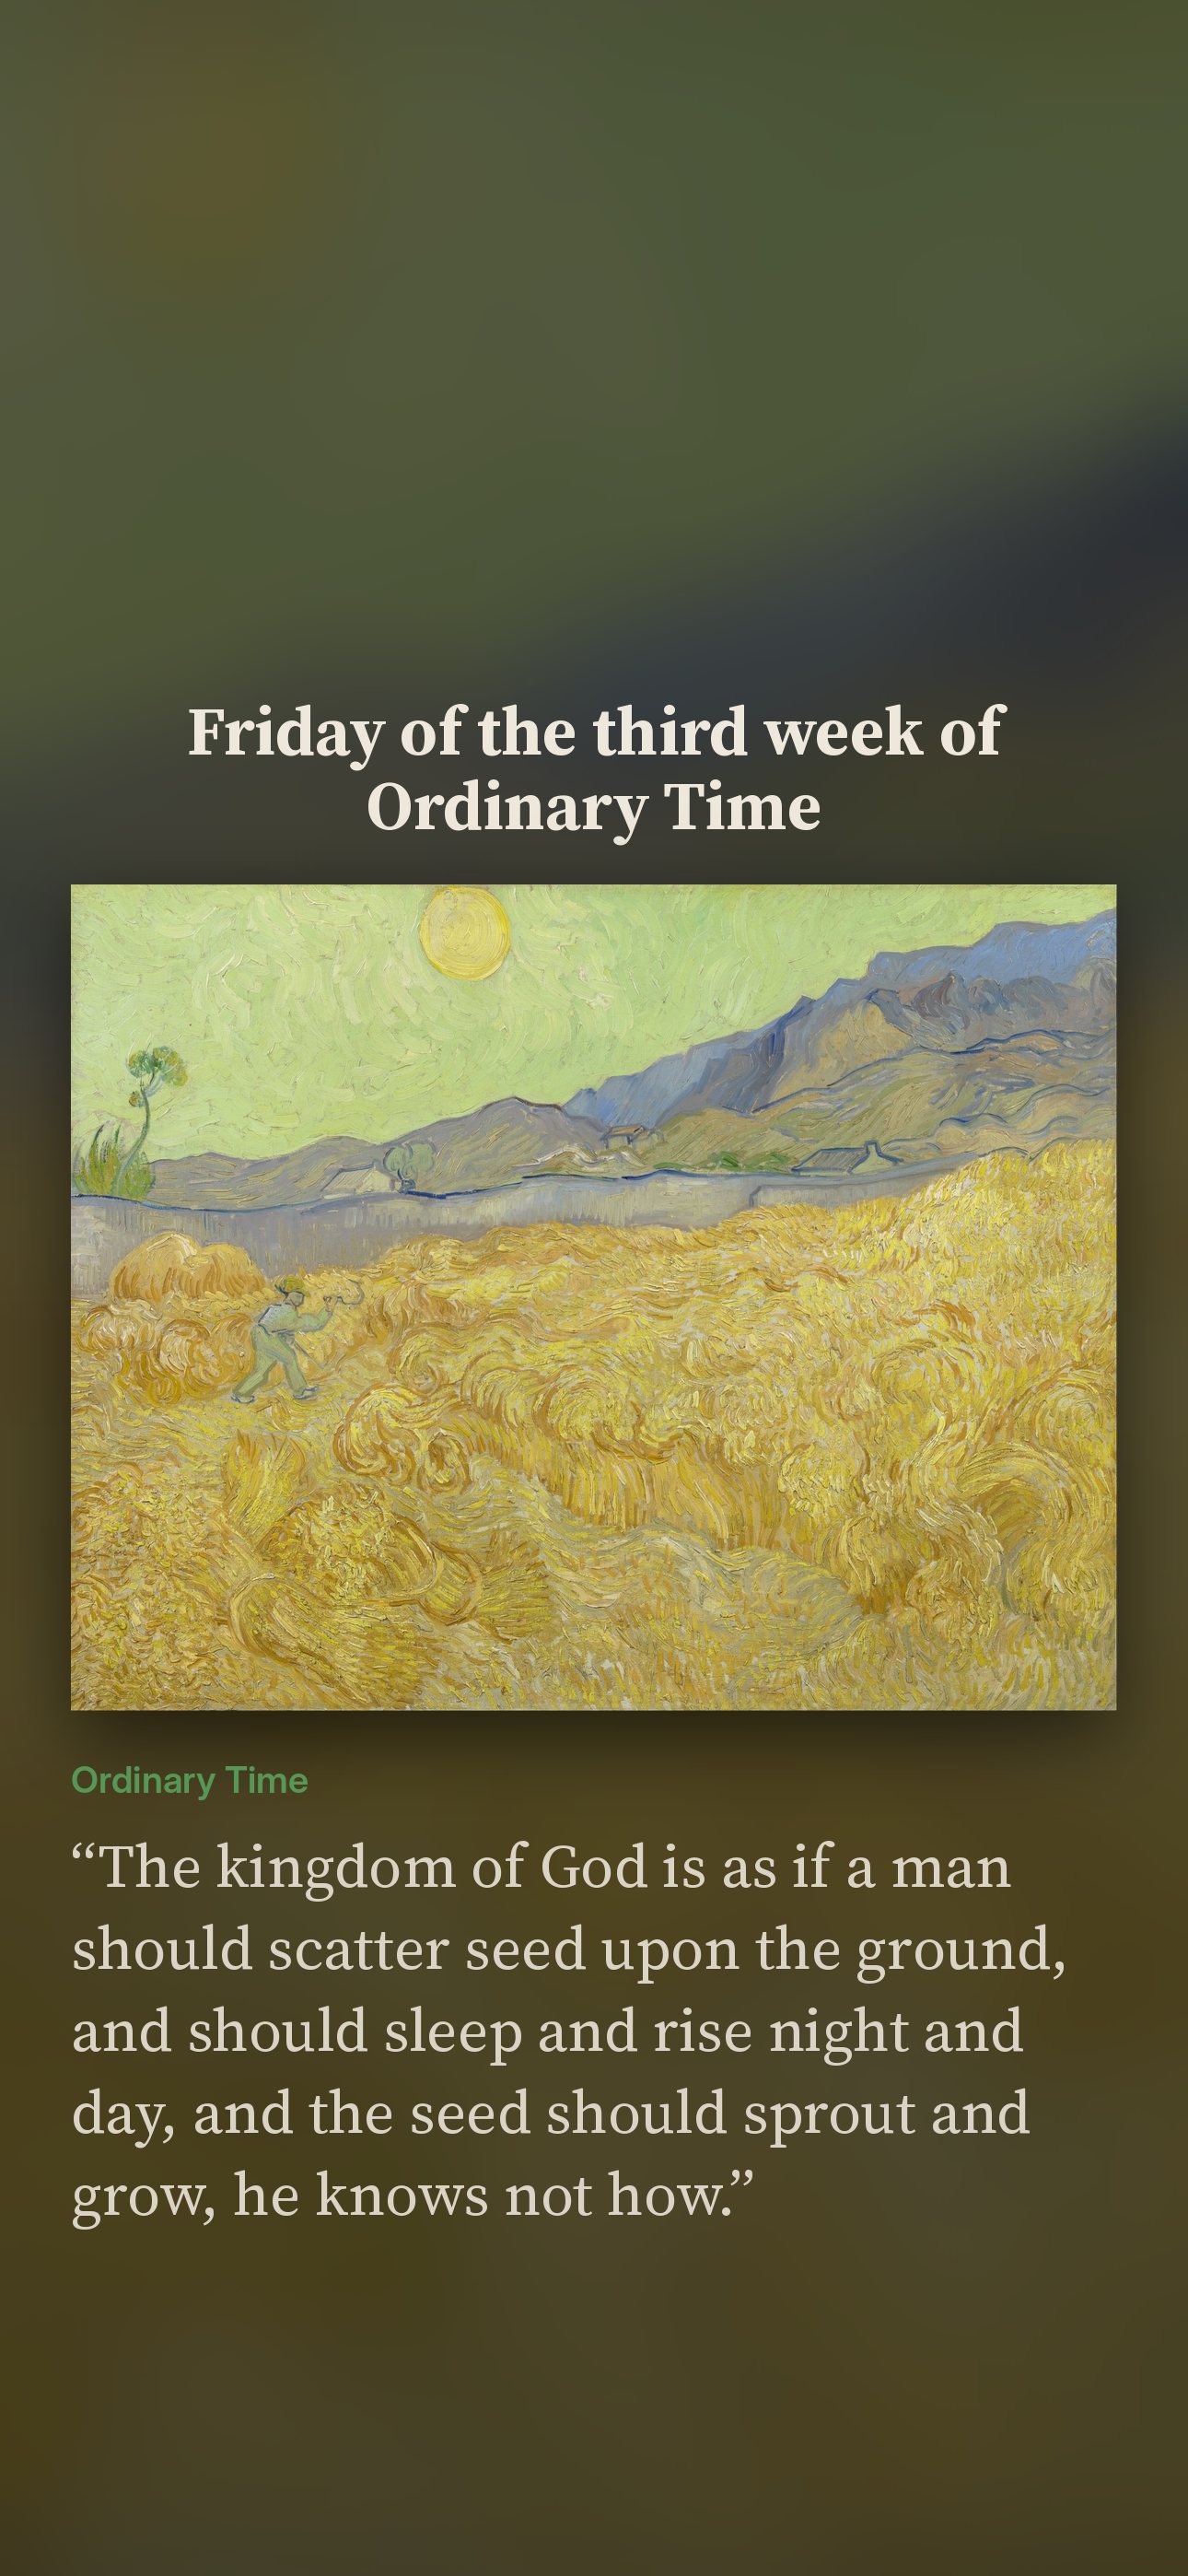 Friday of the third week of
Ordinary Time
Ordinary Time
“The kingdom of God is as if a man
should scatter seed upon the ground,
and should sleep and rise night and
day, and the seed should sprout and
grow, he knows not how.”